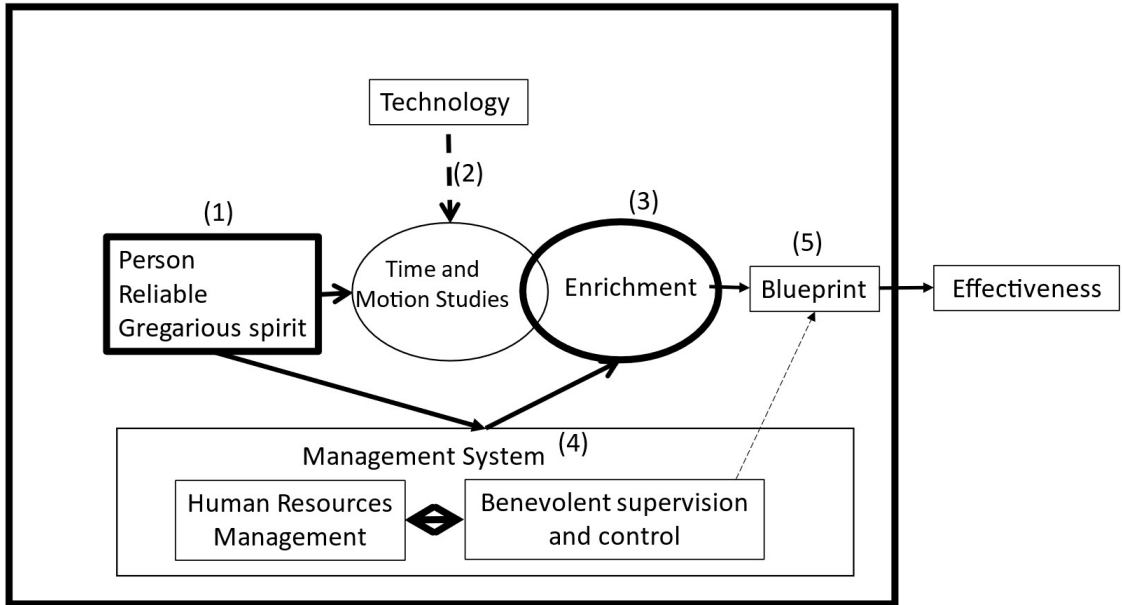 Technology
(2)
(1)
Person
Reliable
Gregarious spirit
Time and
Motion Studies
(3)
Enrichment
(5)
Blueprint
Effectiveness
(4)
Management System
Human Resources
Management
Benevolent supervision
and control